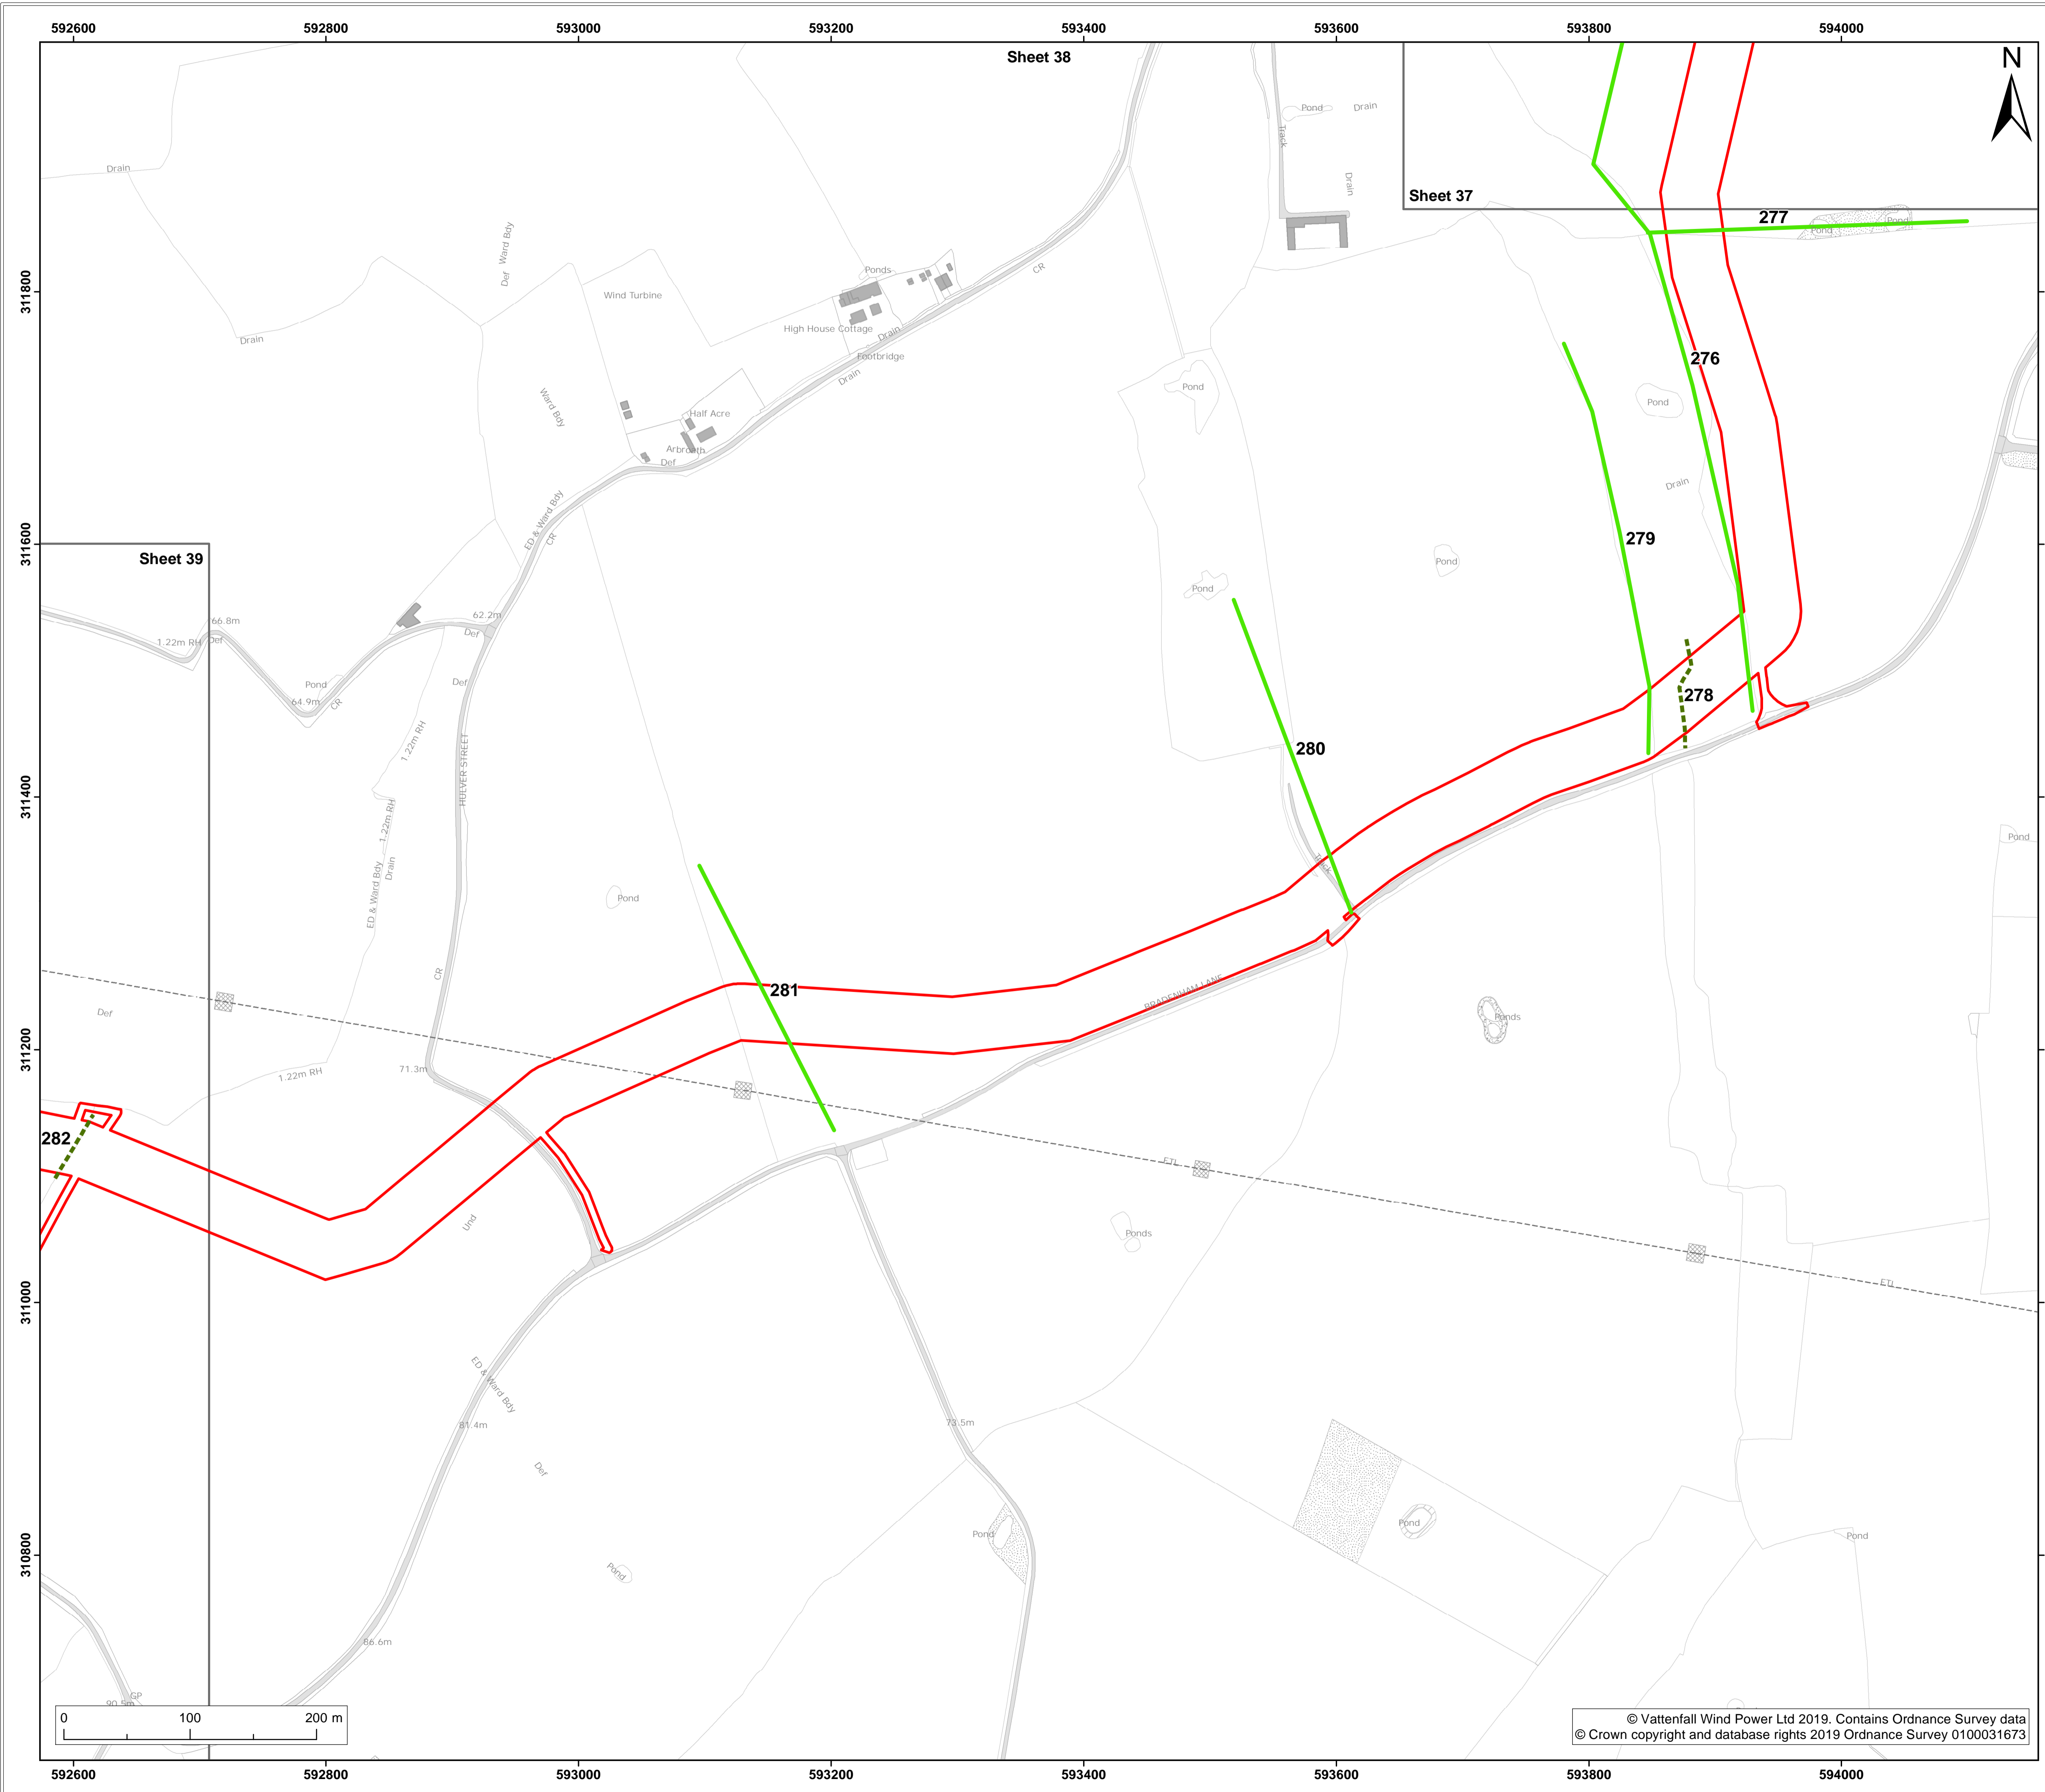 592600 592800 593000 593200 593400 593600 593800 594000
Sheet 38
N
Pond
Drain
Track
Drain
Drain
Sheet 37
277
Pond
Pond
Def
Ward Bdy
CR
Ponds
Wind Turbine
311800
High House Cottage
Drain
Footbridge
Drain
Drain
276
Pond
Pond
Ward Bdy
Half Acre
Arbroath
Def
Drain
ED & Ward Bdy
CR
279
311600
Sheet 39
Pond
Pond
62.2m
Def
66.8m
1.22m RH
Def
Pond
64.9m
CR
Def
278
280
1.22m RH
HULVER STREET
311400
1.22m RH
Drain
ED & Ward Bdy
Track
Pond
Pond
CR
281
BRADENHAM LANE
Def
Ponds
311200
71.3m
1.22m RH
282
ETL
Und
Ponds
311000
ETL
ED & Ward Bdy
81.4m
73.5m
Def
Pond
Pond
Pond
310800
Pond
86.6m
GP
90.5m
0 100 200 m
© Vattenfall Wind Power Ltd 2019. Contains Ordnance Survey data
© Crown copyright and database rights 2019 Ordnance Survey 0100031673
592600 592800 593000 593200 593400 593600 593800 594000